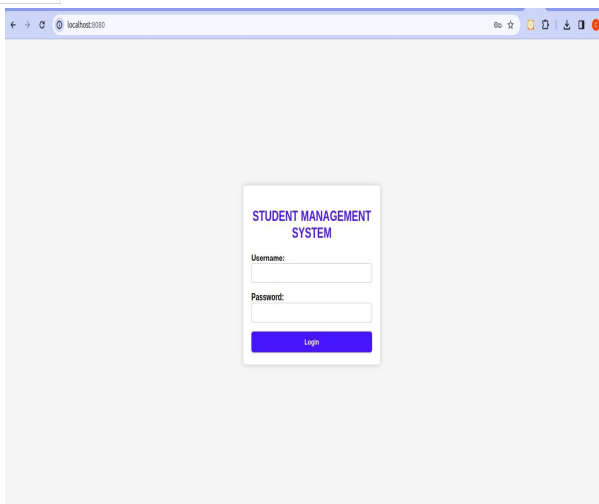 localhost:8080
STUDENT MANAGEMENT
SYSTEM
Username:
Password:
Login